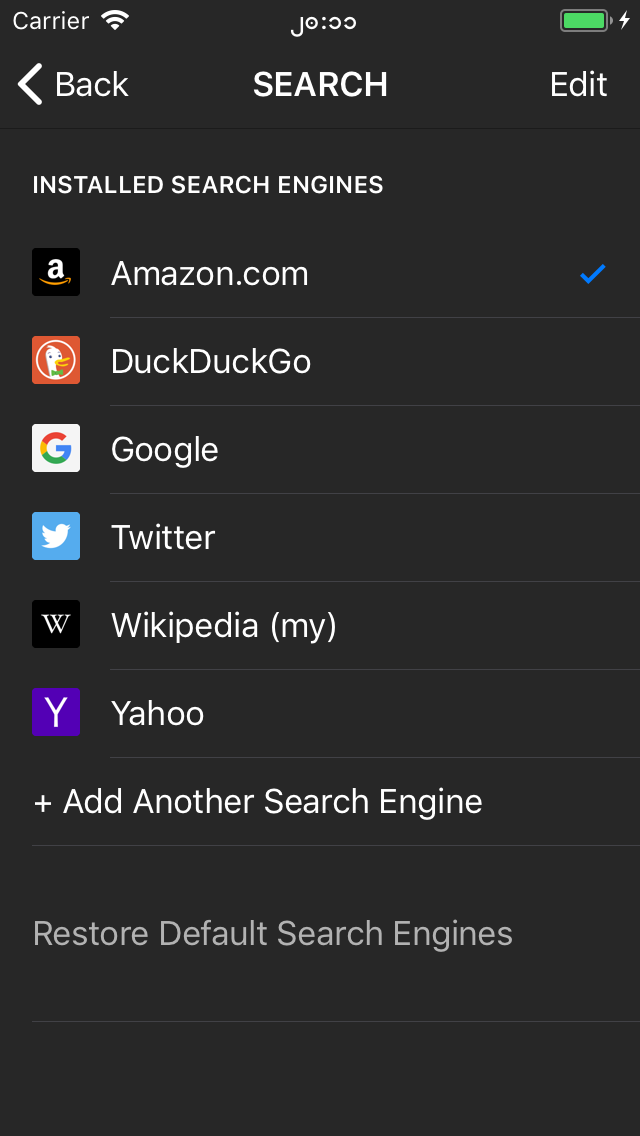 Carrier ၂၀:၁၁
Back SEARCH Edit
INSTALLED SEARCH ENGINES
Amazon.com
DuckDuckGo
Google
Twitter
Wikipedia (my)
Yahoo
+ Add Another Search Engine
Restore Default Search Engines